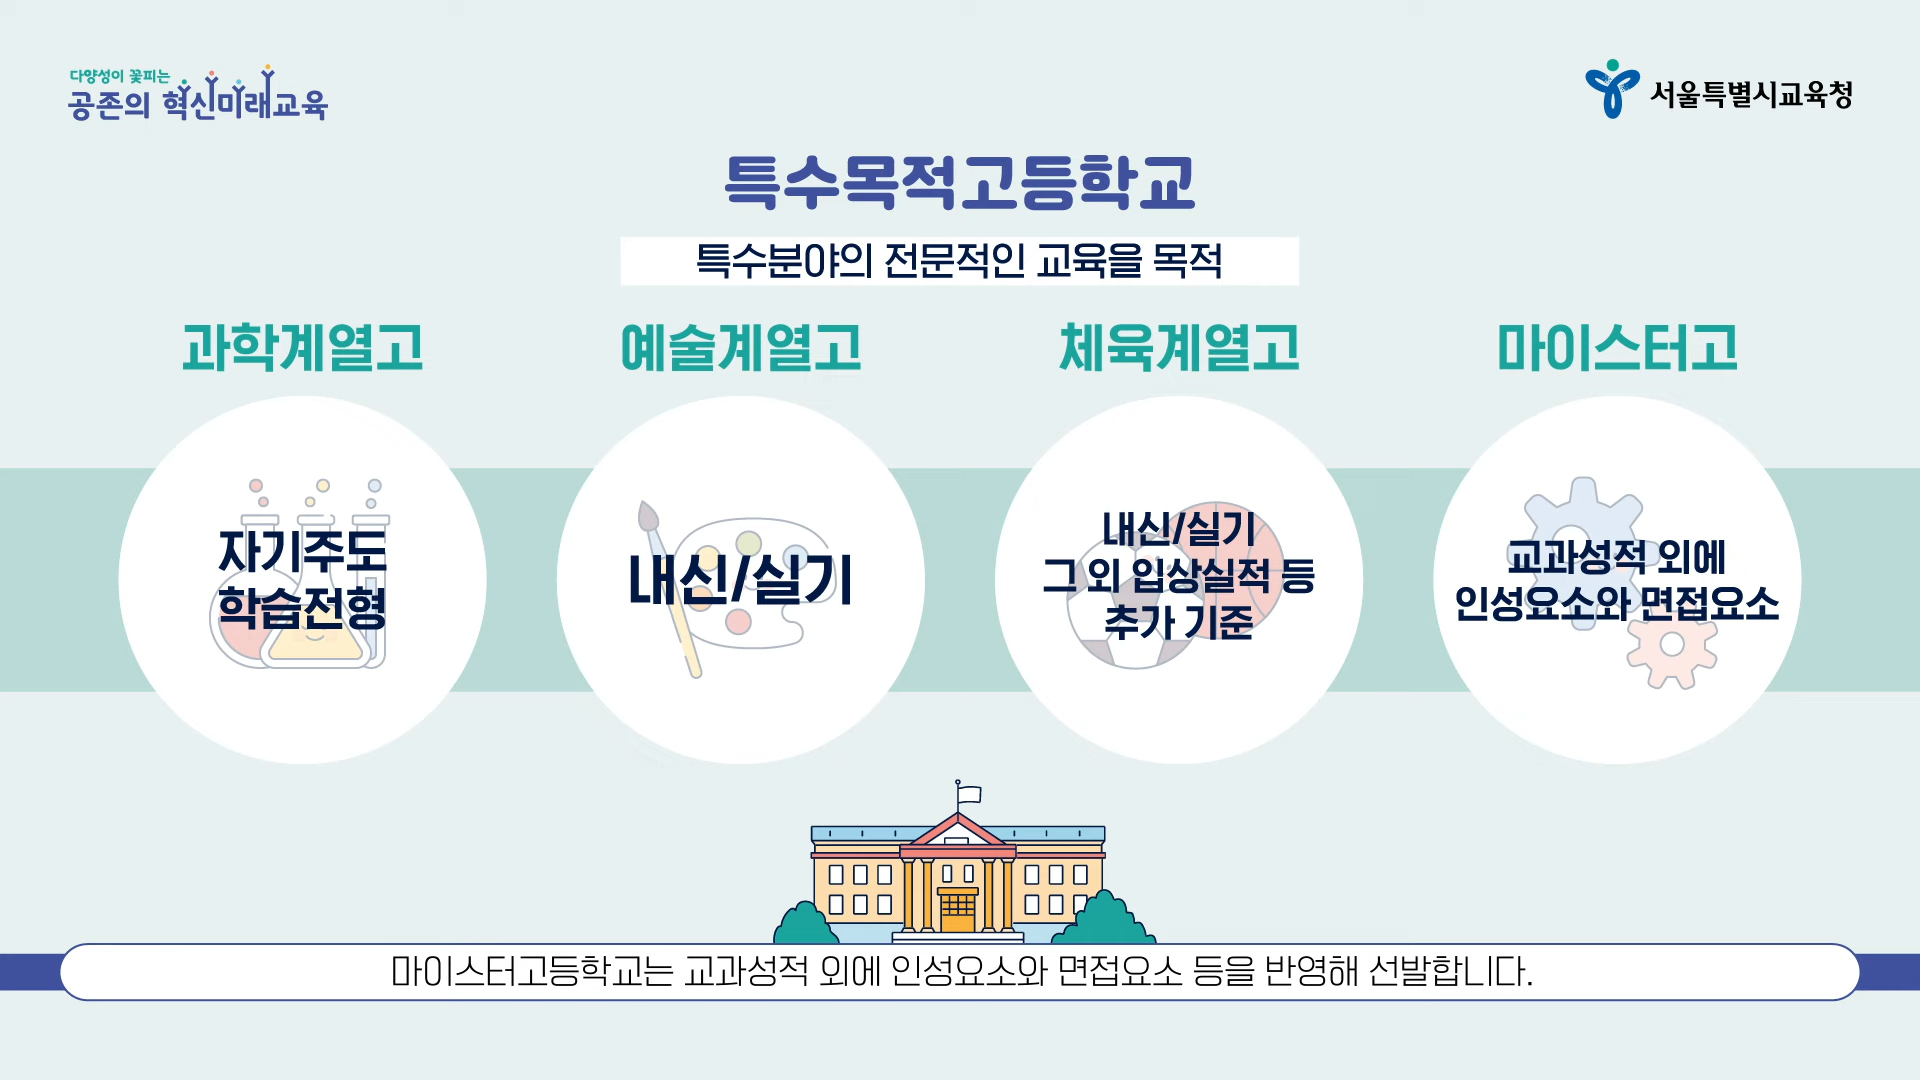 다양성이 꽃피는
공존의 혁신미래교육
서울특별시교육청
특수목적고등학교
특수분야의 전문적인 교육을 목적
과학계열고
자기주도
학습전형
예술계열고
내신/실기
체육계열고
내신/실기
그 외 입상실적 등
추가 기준
마이스터고
교과성적 외에
인성요소와 면접요소
마이스터고등학교는 교과성적 외에 인성요소와 면접요소 등을 반영해 선발합니다.